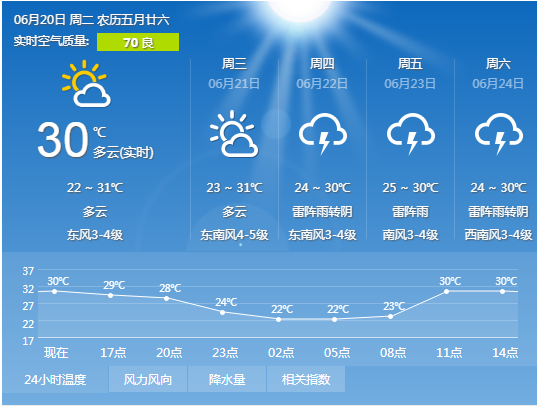 06月20日 周二 农历五月廿六
实时空气质量: 70 良
30 ℃
多云(实时)
22 ~ 31℃
多云
东风3-4级
周三
06月21日
23 ~ 31℃
多云
东南风4-5级
周四
06月22日
24 ~ 30℃
雷阵雨转阴
东南风3-4级
周五
06月23日
25 ~ 30℃
雷阵雨
南风3-4级
周六
06月24日
24 ~ 30℃
雷阵雨转阴
西南风3-4级
37
32
27
22
17
30℃ 29℃ 28℃ 24℃ 22℃ 22℃ 23℃ 30℃ 30℃
现在 17点 20点 23点 02点 05点 08点 11点 14点
24小时温度 风力风向 降水量 相关指数